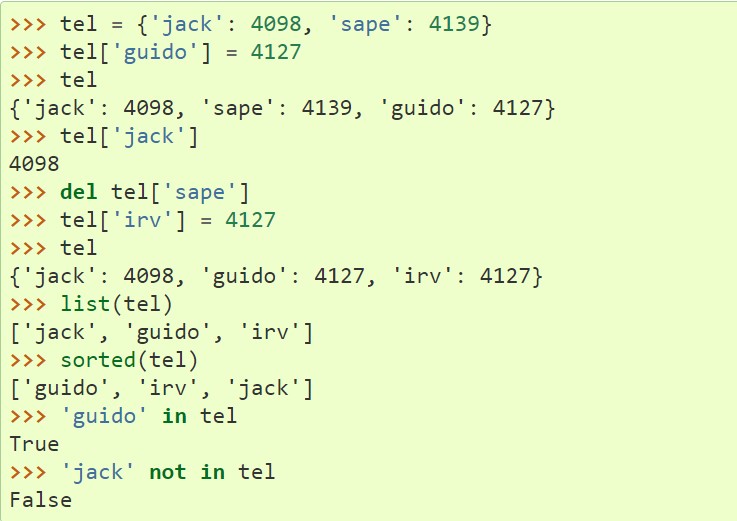 >>> tel = {'jack': 4098, 'sape': 4139}
>>> tel['guido'] = 4127
>>> tel
{'jack': 4098, 'sape': 4139, 'guido': 4127}
>>> tel['jack']
4098
>>> del tel['sape']
>>> tel['irv'] = 4127
>>> tel
{'jack': 4098, 'guido': 4127, 'irv': 4127}
>>> list(tel)
['jack', 'guido', 'irv']
>>> sorted(tel)
['guido', 'irv', 'jack']
>>> 'guido' in tel
True
>>> 'jack' not in tel
False